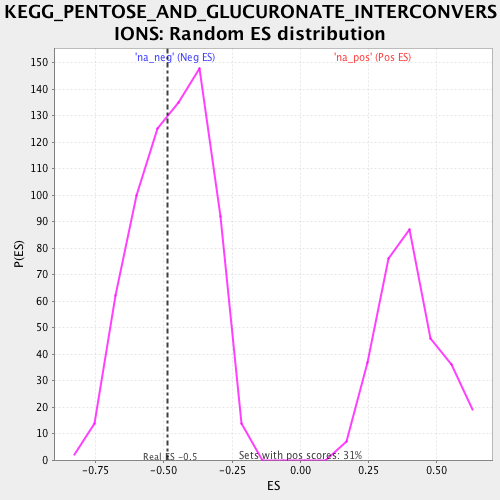 KEGG_PENTOSE_AND_GLUCURONATE_INTERCONVERS
IONS: Random ES distribution
'na_neg' (Neg ES)
'na_pos' (Pos ES)
150
140
130
120
110
100
90
80
70
60
50
40
30
20
10
0
P(ES)
Real ES -0.5
Sets with pos scores: 31%
-0.75
-0.50
-0.25
0.00
0.25
0.50
ES